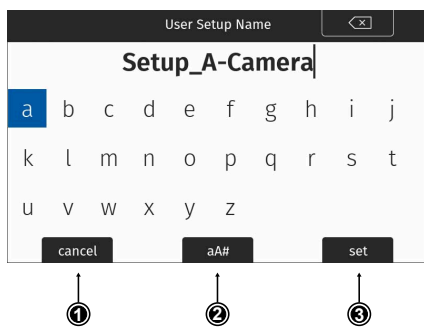 User Setup Name
Setup_A-Camera
a b c d e f g h i j
k l m n o p q r s t
u v w x y z
cancel aA# set
1 2 3